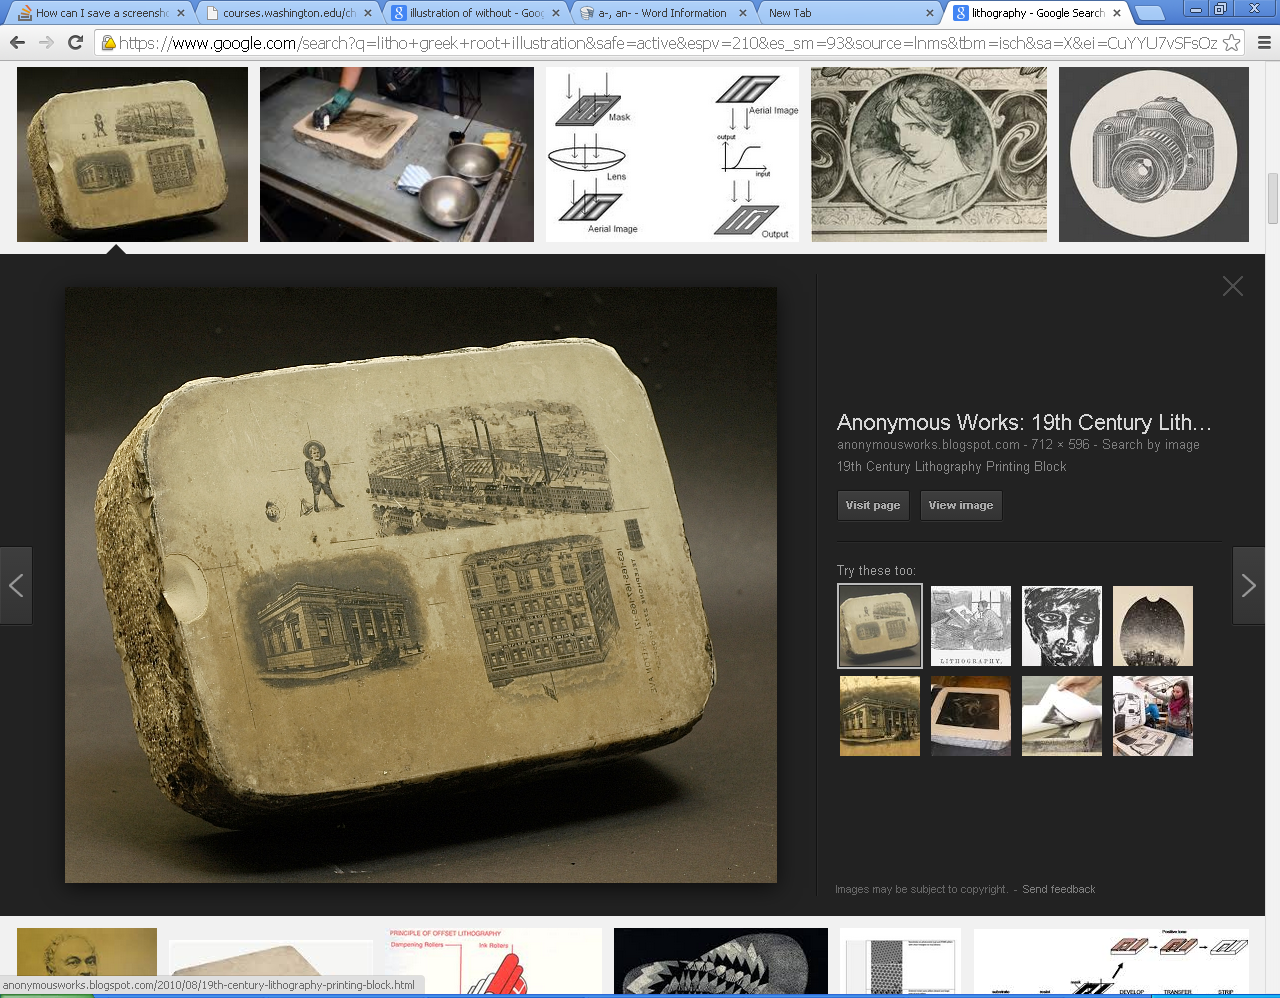 How can I save a screensho
courses.washington.edu/ch
illustration of without - Goog
a-, an- - Word Information
New Tab
lithography - Google Search
https://www.google.com/search?q=litho+greek+root+illustration&safe=active&espv=210&es_sm=93&source=lnms&tbm=isch&sa=X&ei=CuYYU7vSFsOz
Mask
Lens
Aerial Image
Aerial Image
output
input
Output
Anonymous Works: 19th Century Lith...
anonymousworks.blogspot.com - 712 × 596 - Search by image
19th Century Lithography Printing Block
Visit page
View image
Try these too:
LITHOGRAPHY.
Images may be subject to copyright. - Send feedback
PRINCIPLE OF OFFSET LITHOGRAPHY
Dampening Rollers
Ink Rollers
Positive tone
substrate
mask
DEVELOP
TRANSFER
STRIP
anonymousworks.blogspot.com/2010/08/19th-century-lithography-printing-block.html